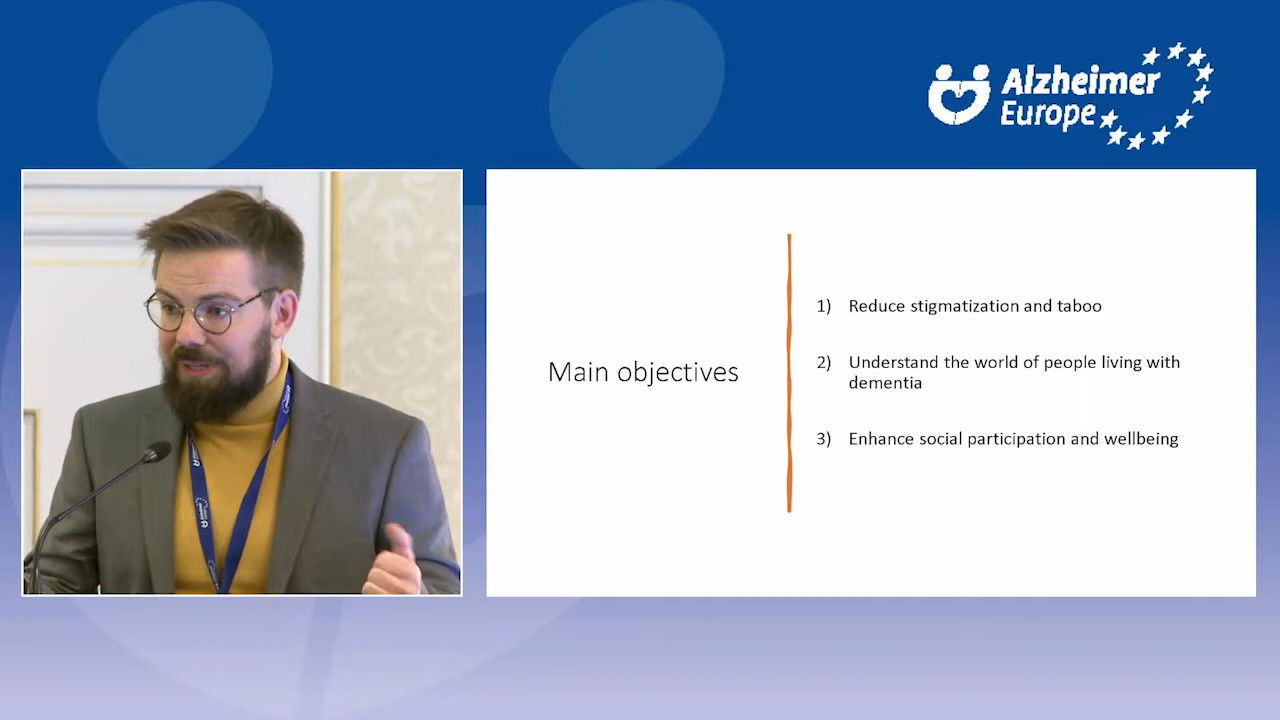 Alzheimer
Europe
Main objectives
1) Reduce stigmatization and taboo
2) Understand the world of people living with
dementia
3) Enhance social participation and wellbeing